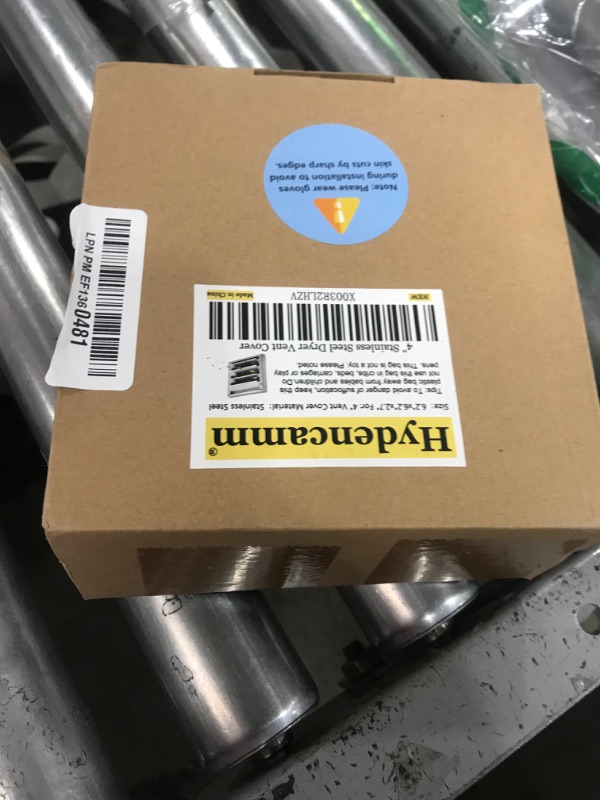 Hydencamm®
Size: 6.2"x6.2"x2.7" For: 4" Vent Cover Material: Stainless Steel
Tips: To avoid danger of suffocation, keep this
plastic bag away from babies and children.Do
not use this bag in cribs, beds, carriages or play
pens. This bag is not a toy. Please noted.
4" Stainless Steel Dryer Vent Cover
X003R2LHZV
NEW
Made in China
Note: Please wear gloves
during installation to avoid
skin cuts by sharp edges.
LPN PM EF1360481